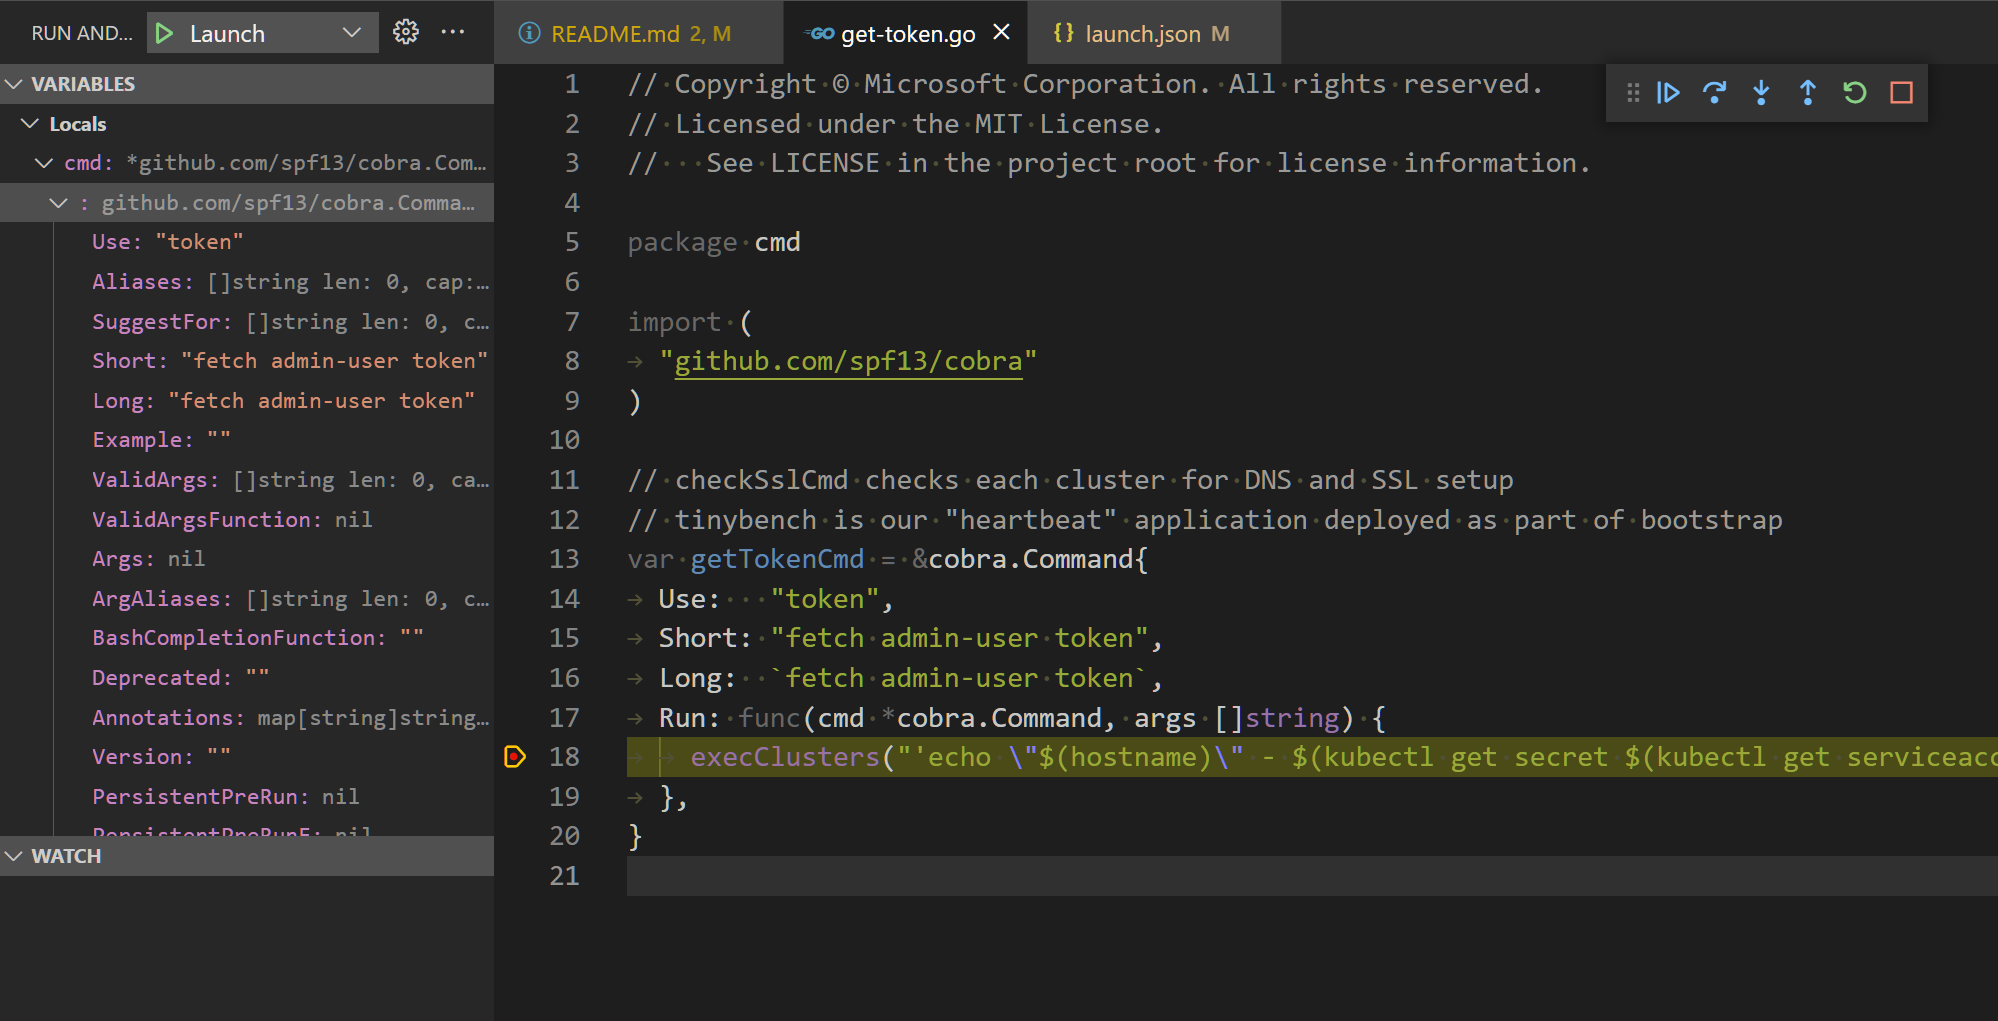 RUN AND... Launch
VARIABLES
Locals
cmd: *github.com/spf13/cobra.Com…
: github.com/spf13/cobra.Comma…
Use: "token"
Aliases: []string len: 0, cap:…
SuggestFor: []string len: 0, c…
Short: "fetch admin-user token"
Long: "fetch admin-user token"
Example: ""
ValidArgs: []string len: 0, ca…
ValidArgsFunction: nil
Args: nil
ArgAliases: []string len: 0, c…
BashCompletionFunction: ""
Deprecated: ""
Annotations: map[string]string…
Version: ""
PersistentPreRun: nil
PersistentPreRunE: nil
WATCH
README.md 2, M
GO get-token.go
{} launch.json M
1 // Copyright © Microsoft Corporation. All rights reserved.
2 // Licensed under the MIT License.
3 //   See LICENSE in the project root for license information.
4
5 package cmd
6
7 import (
8 "github.com/spf13/cobra"
9 )
10
11 // checkSslCmd checks each cluster for DNS and SSL setup
12 // tinybench is our "heartbeat" application deployed as part of bootstrap
13 var getTokenCmd = &cobra.Command{
14 Use:   "token",
15 Short: "fetch admin-user token",
16 Long:  `fetch admin-user token`,
17 Run: func(cmd *cobra.Command, args []string) {
18 execClusters("'echo \"$(hostname)\" - $(kubectl get secret $(kubectl get serviceacc
19 },
20 }
21